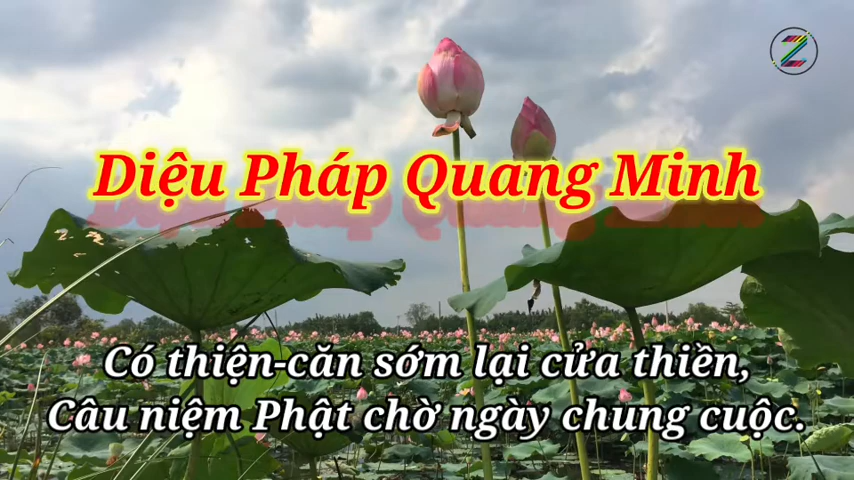 Z
Diệu Pháp Quang Minh
Có thiện-căn sớm lại cửa thiền,
Câu niệm Phật chờ ngày chung cuộc.